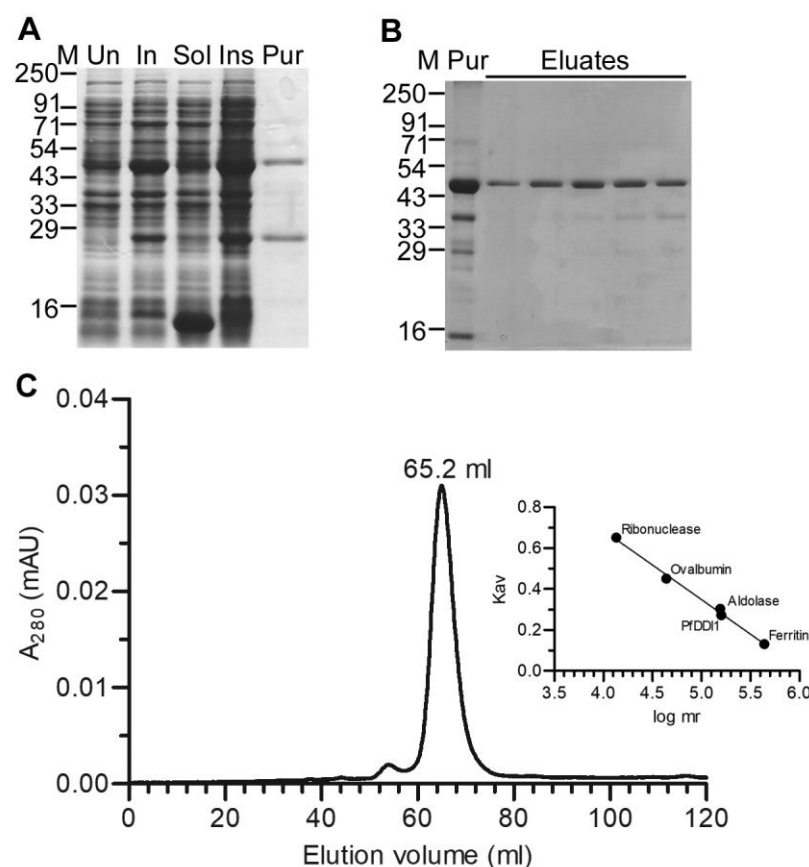 A
M Un In Sol Ins Pur
250
91
71
54
43
33
29
16
B
M Pur Eluates
250
91
71
54
43
33
29
16
C
0.04
0.03
0.02
0.01
0.00
A280 (mAU)
65.2 ml
0 20 40 60 80 100 120
Elution volume (ml)
0.8
0.6
0.4
0.2
0.0
Kav
Ribonuclease
Ovalbumin
Aldolase
PfDDI1
Ferritin
3.5 4.0 4.5 5.0 5.5 6.0
log mr